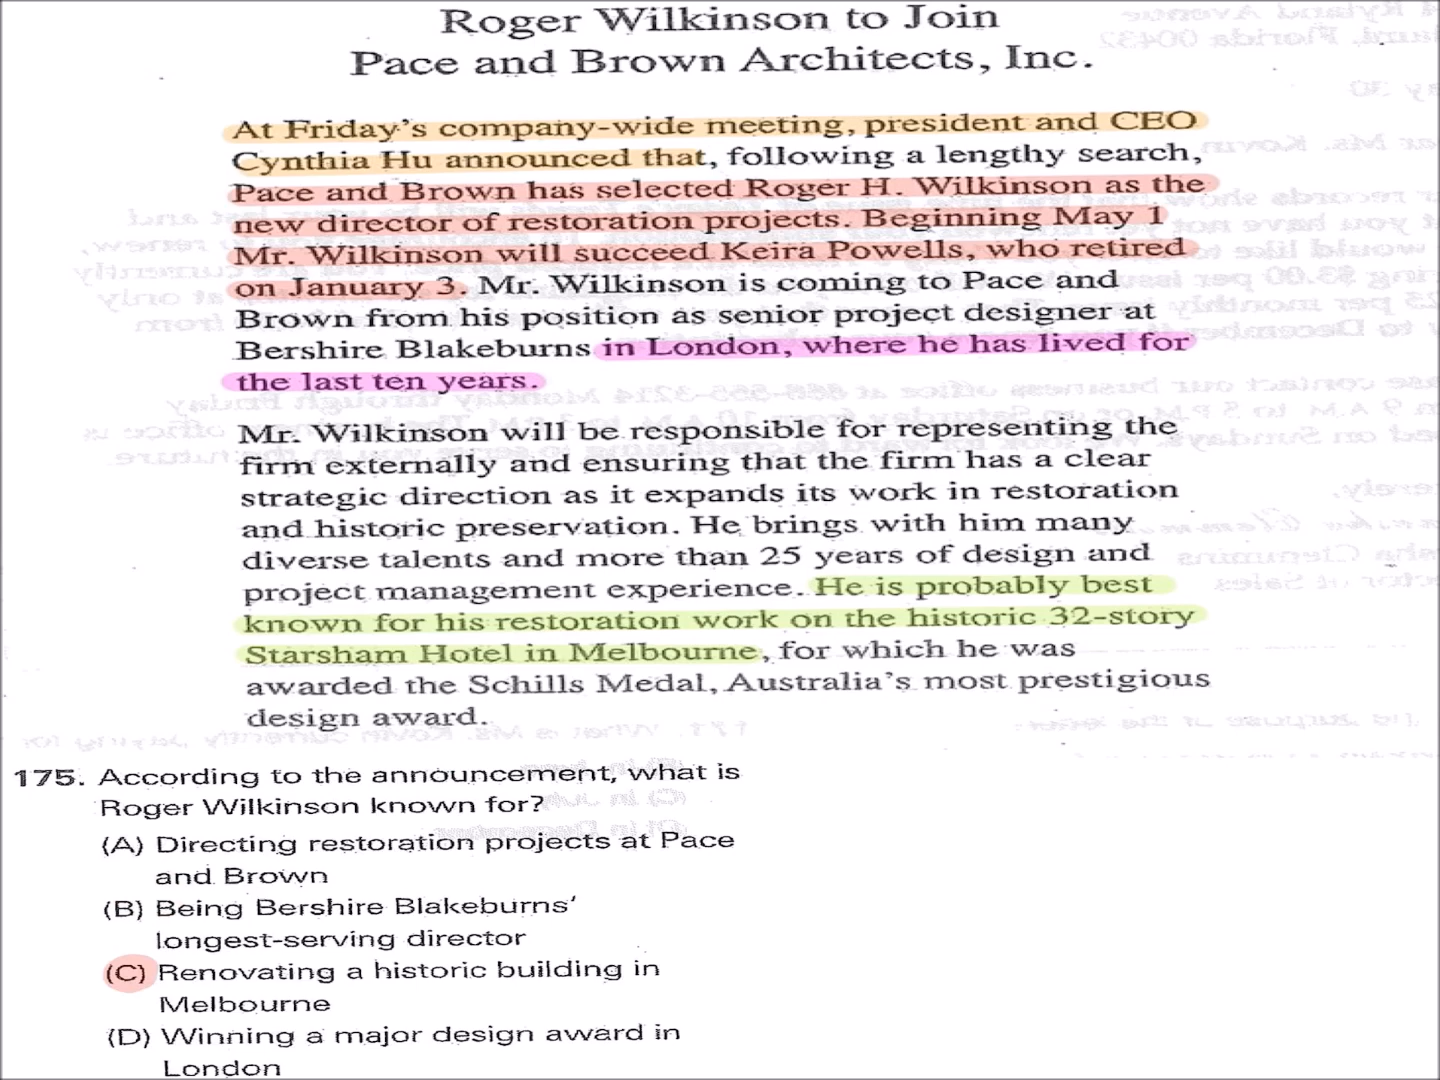 Roger Wilkinson to Join
Pace and Brown Architects, Inc.
At Friday's company-wide meeting, president and CEO
Cynthia Hu announced that, following a lengthy search,
Pace and Brown has selected Roger H. Wilkinson as the
new director of restoration projects. Beginning May 1
Mr. Wilkinson will succeed Keira Powells, who retired
on January 3. Mr. Wilkinson is coming to Pace and
Brown from his position as senior project designer at
Bershire Blakeburns in London, where he has lived for
the last ten years.
Mr. Wilkinson will be responsible for representing the
firm externally and ensuring that the firm has a clear
strategic direction as it expands its work in restoration
and historic preservation. He brings with him many
diverse talents and more than 25 years of design and
project management experience. He is probably best
known for his restoration work on the historic 32-story
Starsham Hotel in Melbourne, for which he was
awarded the Schills Medal, Australia's most prestigious
design award.
175. According to the announcement, what is
Roger Wilkinson known for?
(A) Directing restoration projects at Pace
and Brown
(B) Being Bershire Blakeburns'
longest-serving director
(C) Renovating a historic building in
Melbourne
(D) Winning a major design award in
London